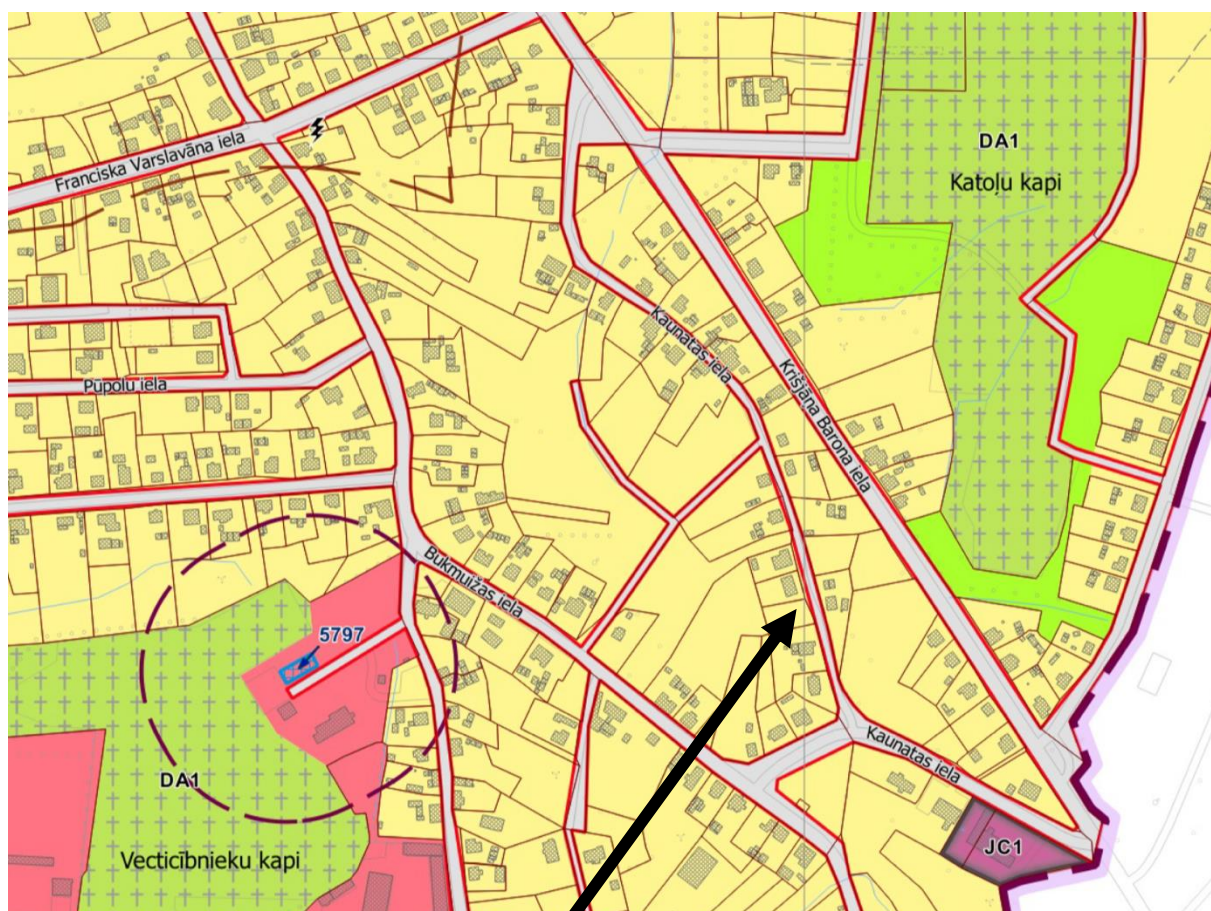 DA1
Katoļu kapi
Franciska Varslavāna iela
Kaunatas iela
Krišjāņa Barona iela
Pūpolu iela
Bukmuižas iela
5797
DA1
Vecticībnieku kapi
Kaunatas iela
JC1